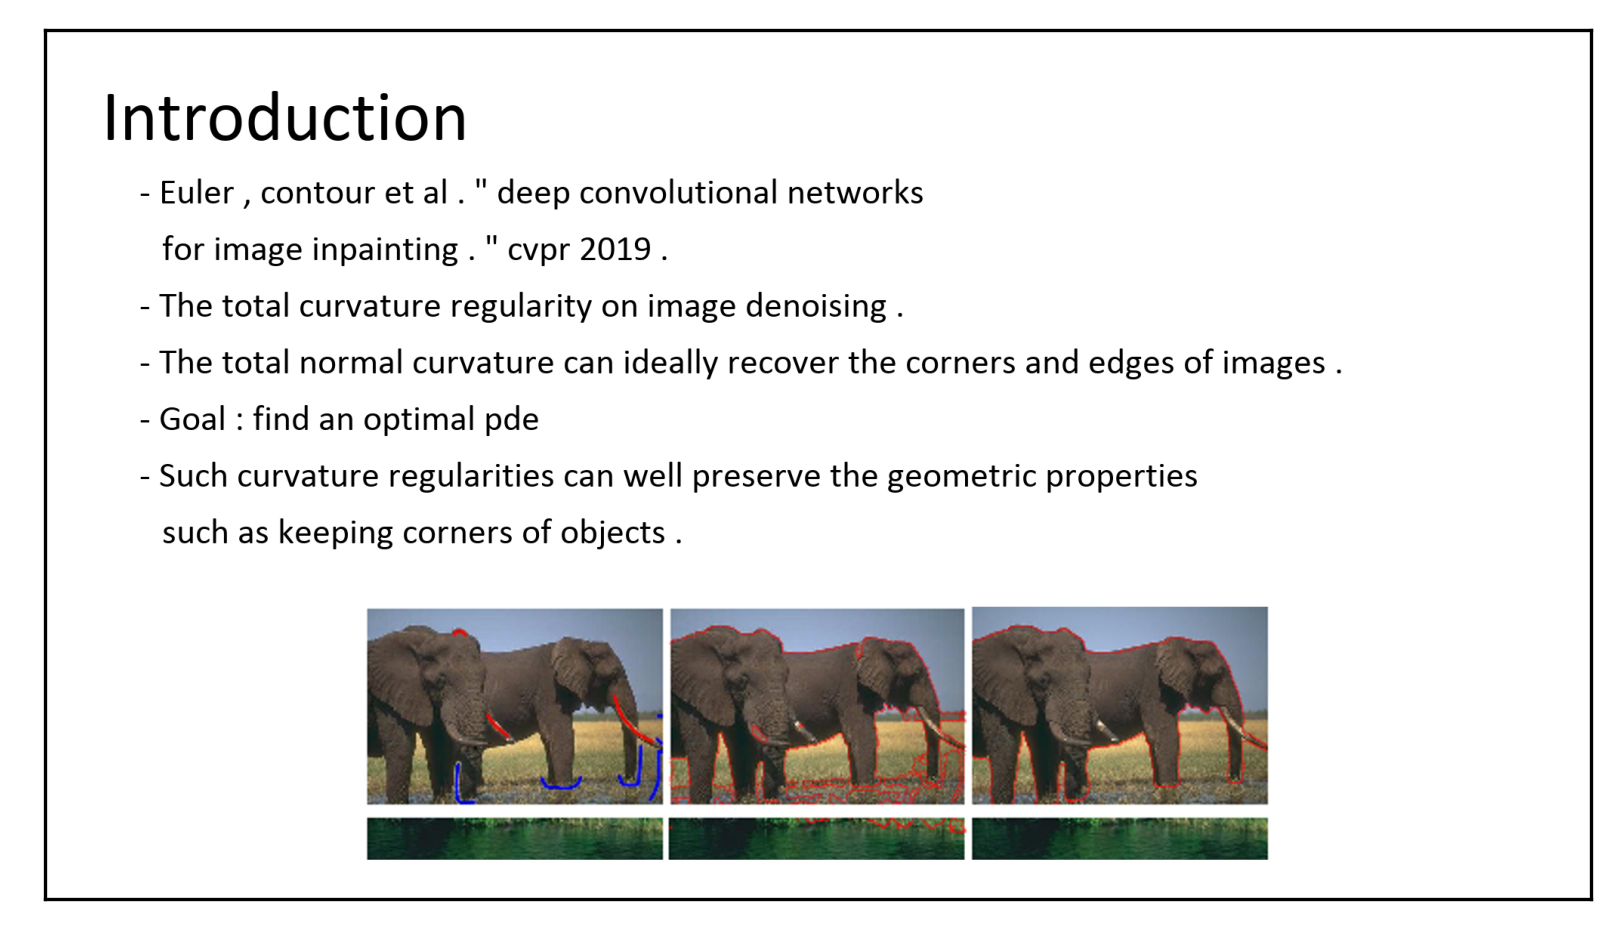 Introduction
- Euler , contour et al . " deep convolutional networks
for image inpainting . " cvpr 2019 .
- The total curvature regularity on image denoising .
- The total normal curvature can ideally recover the corners and edges of images .
- Goal : find an optimal pde
- Such curvature regularities can well preserve the geometric properties
such as keeping corners of objects .